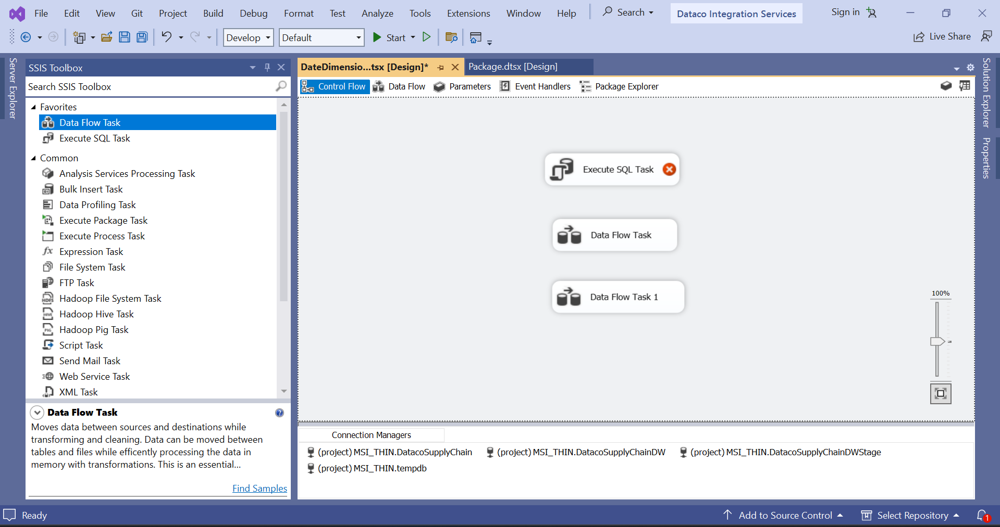 File Edit View Git Project Build Debug Format Test Analyze Tools Extensions Window Help Search Dataco Integration Services Sign in
Develop Default Start Live Share
Server Explorer
SSIS Toolbox
Search SSIS Toolbox
Favorites
Data Flow Task
Execute SQL Task
Common
Analysis Services Processing Task
Bulk Insert Task
Data Profiling Task
Execute Package Task
Execute Process Task
fx Expression Task
File System Task
FTP Task
HDFS Hadoop File System Task
HIVE Hadoop Hive Task
PIG Hadoop Pig Task
Script Task
Send Mail Task
Web Service Task
XML Task
Data Flow Task ?
Moves data between sources and destinations while
transforming and cleaning. Data can be moved between
tables and files while efficently processing the data in
memory with transformations. This is an essential...
Find Samples
DateDimensio...tsx [Design]* Package.dtsx [Design]
Control Flow Data Flow Parameters Event Handlers Package Explorer
Execute SQL Task
Data Flow Task
Data Flow Task 1
100%
Connection Managers
(project) MSI_THIN.DatacoSupplyChain (project) MSI_THIN.DatacoSupplyChainDW (project) MSI_THIN.DatacoSupplyChainDWStage
(project) MSI_THIN.tempdb
Solution Explorer
Properties
Ready Add to Source Control Select Repository 1